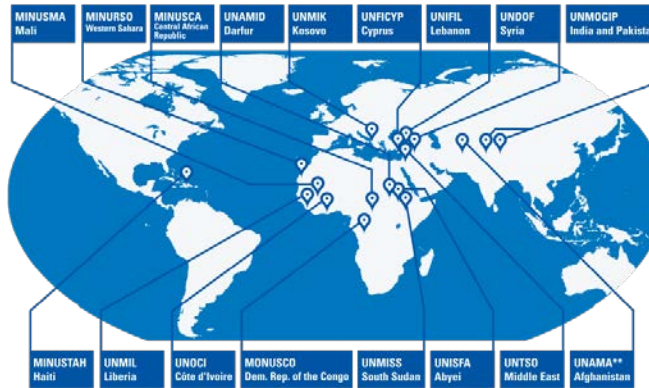 MINUSMA
Mali
MINURSO
Western Sahara
MINUSCA
Central African
Republic
UNAMID
Darfur
UNMIK
Kosovo
UNFICYP
Cyprus
UNIFIL
Lebanon
UNDOF
Syria
UNMOGIP
India and Pakista
MINUSTAH
Haiti
UNMIL
Liberia
UNOCI
Côte d'Ivoire
MONUSCO
Dem. Rep. of the Congo
UNMISS
South Sudan
UNISFA
Abyei
UNTSO
Middle East
UNAMA**
Afghanistan